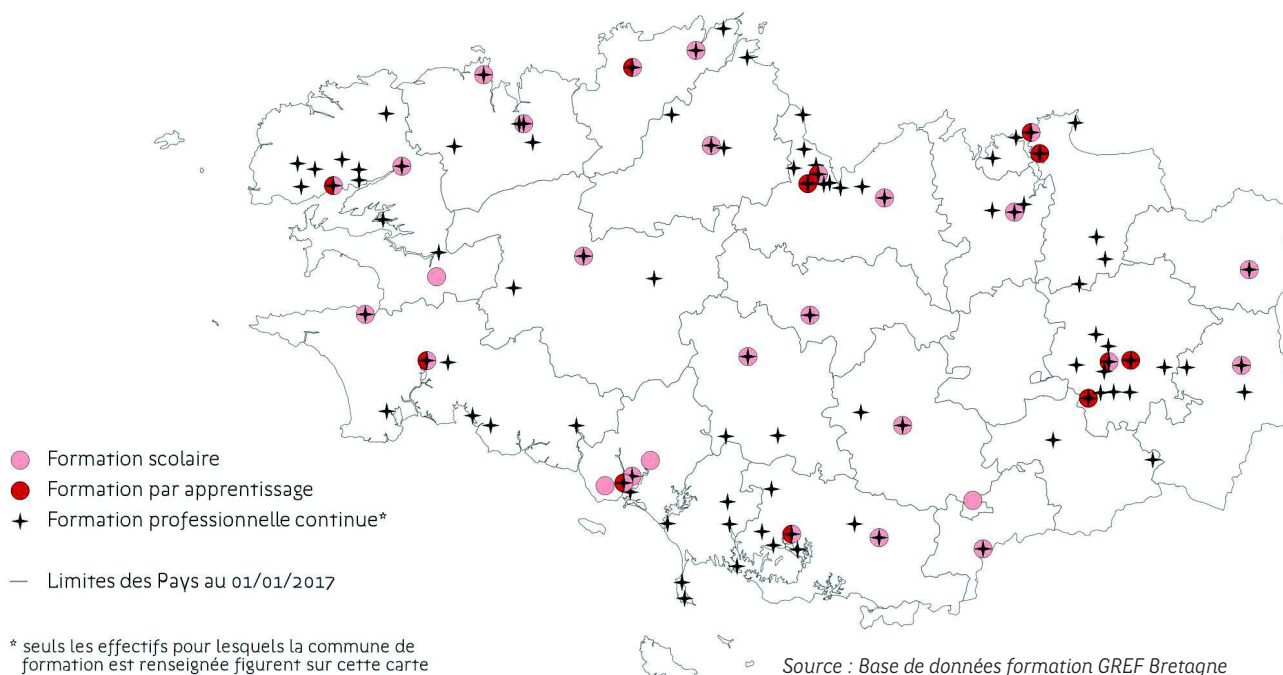 Formation scolaire
Formation par apprentissage
Formation professionnelle continue*
Limites des Pays au 01/01/2017
* seuls les effectifs pour lesquels la commune de
formation est renseignée figurent sur cette carte
Source : Base de données formation GREF Bretagne